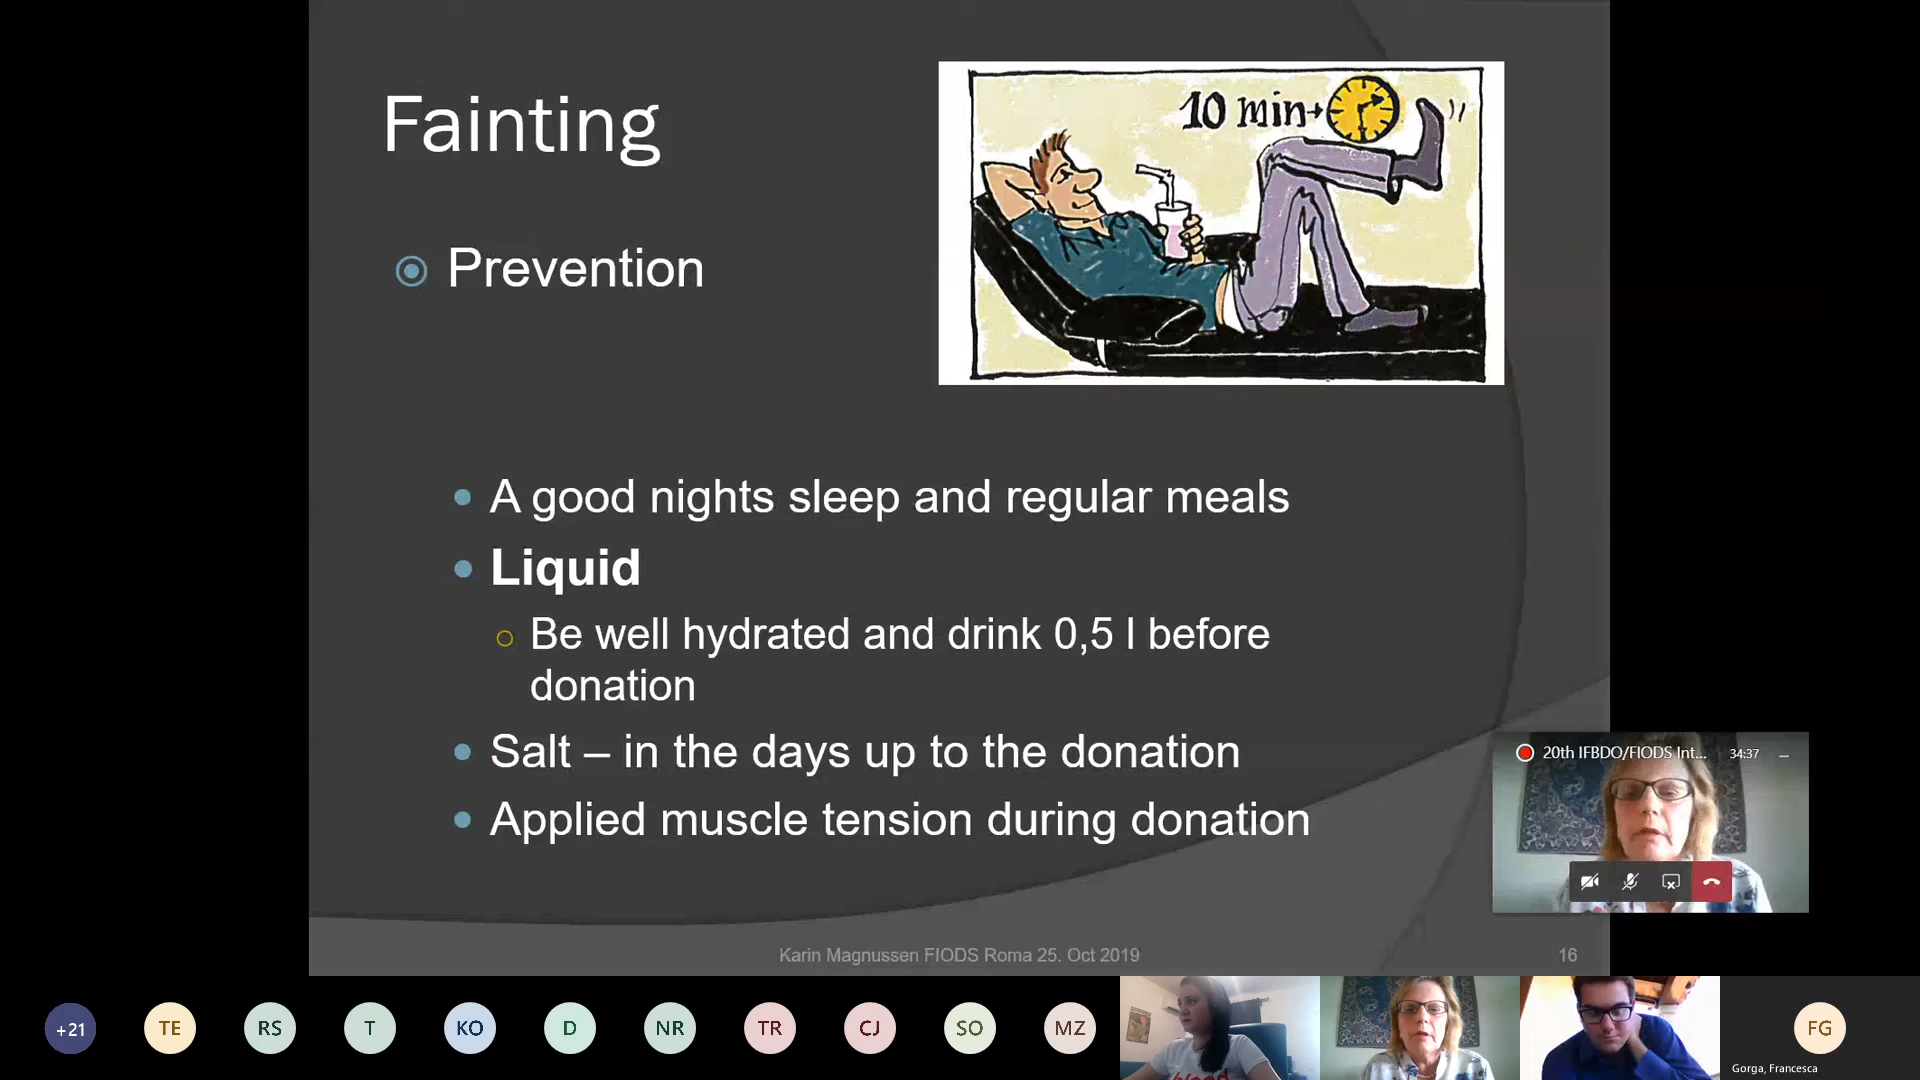 Fainting
10 min
Prevention
A good nights sleep and regular meals
Liquid
Be well hydrated and drink 0,5 l before
donation
Salt – in the days up to the donation
Applied muscle tension during donation
20th IFBDO/FIODS Int... 34:37
Karin Magnussen FIODS Roma 25. Oct 2019 16
+21 TE RS T KO D NR TR CJ SO MZ FG
Gorga, Francesca